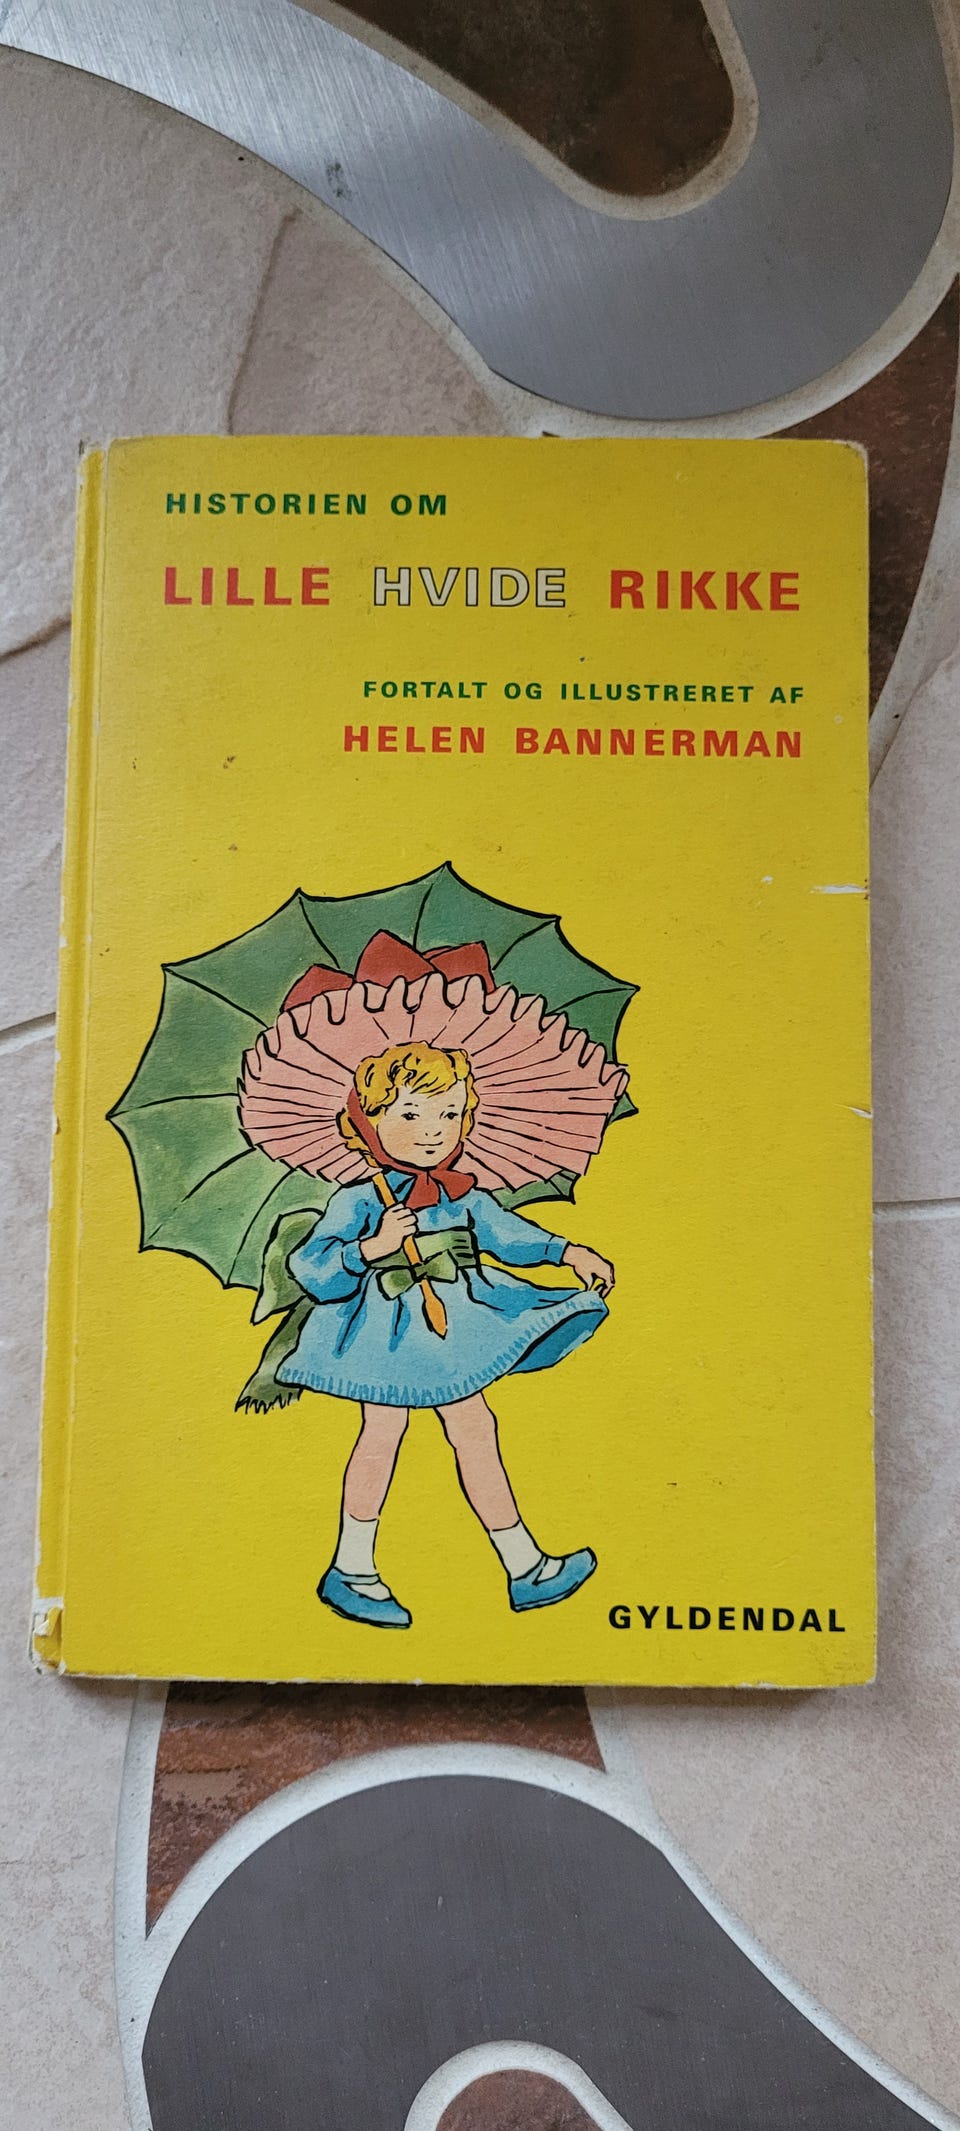 HISTORIEN OM
LILLE HVIDE RIKKE
FORTALT OG ILLUSTRERET AF
HELEN BANNERMAN
GYLDENDAL